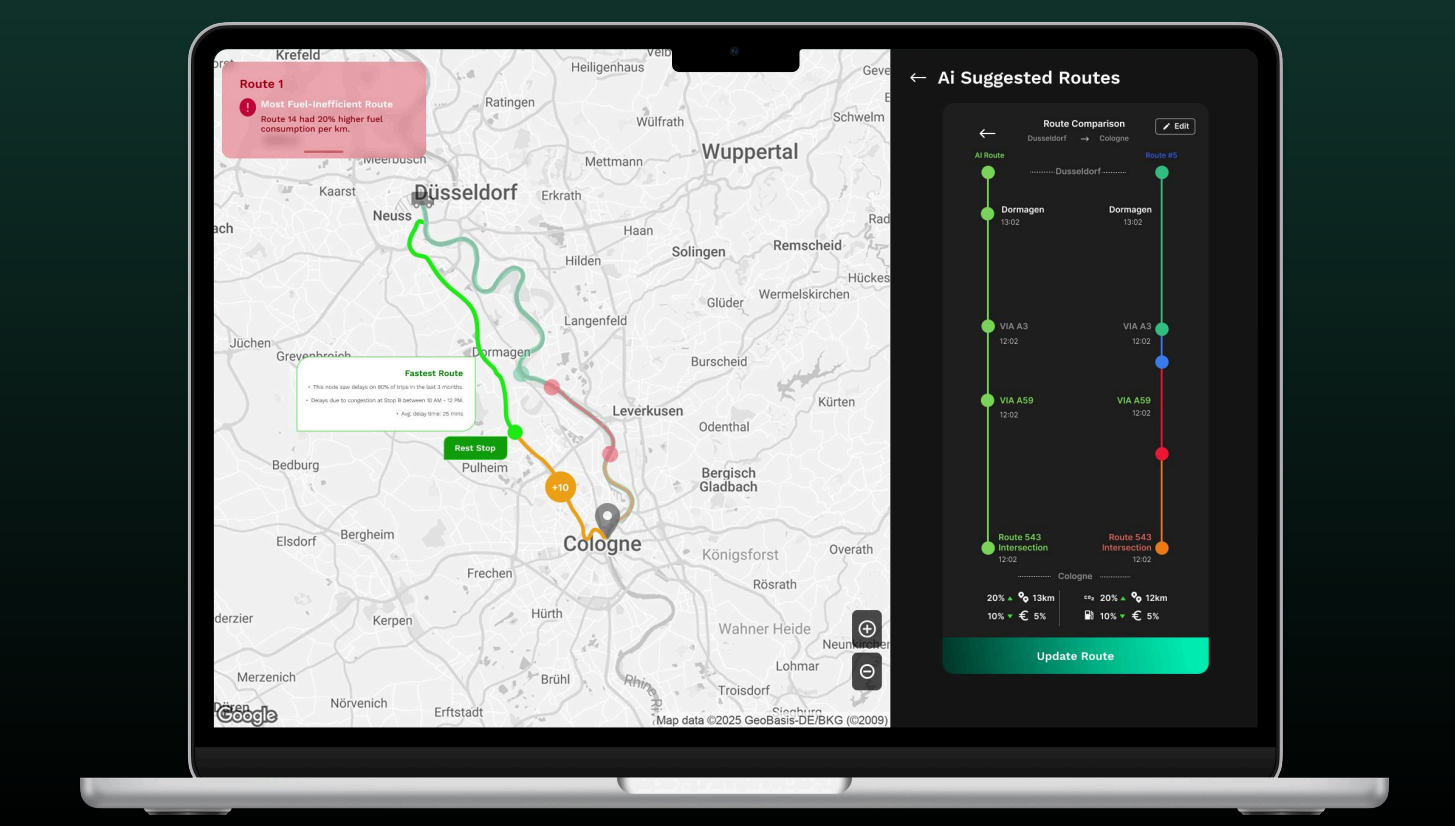 Krefeld
Velb
Heiligenhaus
Geve
Route 1
Most Fuel-Inefficient Route
Route 14 had 20% higher fuel
consumption per km.
Ratingen
Wülfrath
Schwelm
Wuppertal
Meerbusch
Mettmann
Kaarst
Düsseldorf
Erkrath
Neuss
Rad
ach
Haan
Solingen
Remscheid
Hilden
Hückes
Wermelskirchen
Glüder
Langenfeld
Jüchen
Grevenbroich
Dormagen
Burscheid
Fastest Route
• This node saw delays on 80% of trips in the last 3 months.
• Delays due to congestion at Stop B between 10 AM - 12 PM.
• Avg. delay time: 25 mins
Kürten
Leverkusen
Odenthal
Rest Stop
Bedburg
Pulheim
Bergisch
Gladbach
+10
Elsdorf
Bergheim
Cologne
Königsforst
Overath
Frechen
Rösrath
Hürth
derzier
Kerpen
Wahner Heide
Neunkircher
Lohmar
Merzenich
Brühl
Troisdorf
Rhine Ri
Nörvenich
Erftstadt
Siegburg
Düren
Google
Map data ©2025 GeoBasis-DE/BKG (©2009)
← Ai Suggested Routes
←
Route Comparison
Edit
Dusseldorf → Cologne
AI Route
Route #5
Dusseldorf
Dormagen
Dormagen
13:02
13:02
VIA A3
VIA A3
12:02
12:02
VIA A59
VIA A59
12:02
12:02
Route 543
Intersection
12:02
Route 543
Intersection
12:02
Cologne
20% ▲ 13km
CO₂ 20% ▲ 12km
10% ▼ € 5%
10% ▼ € 5%
Update Route